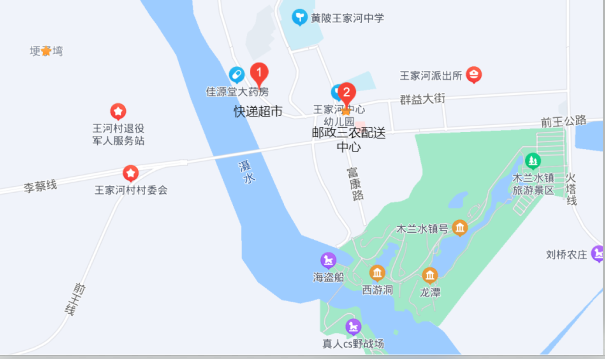 黄陂王家河中学
埂子湾
1
佳源堂大药房
2
王家河派出所
快递超市
王家河中心
幼儿园
群益大街
王河村退役
军人服务站
邮政三农配送
中心
前王公路
滠水
李蔡线
王家河村村委会
富康路
木兰水镇
旅游景区
火塔线
木兰水镇号
刘桥农庄
海盗船
西游洞
龙潭
前王线
真人cs野战场